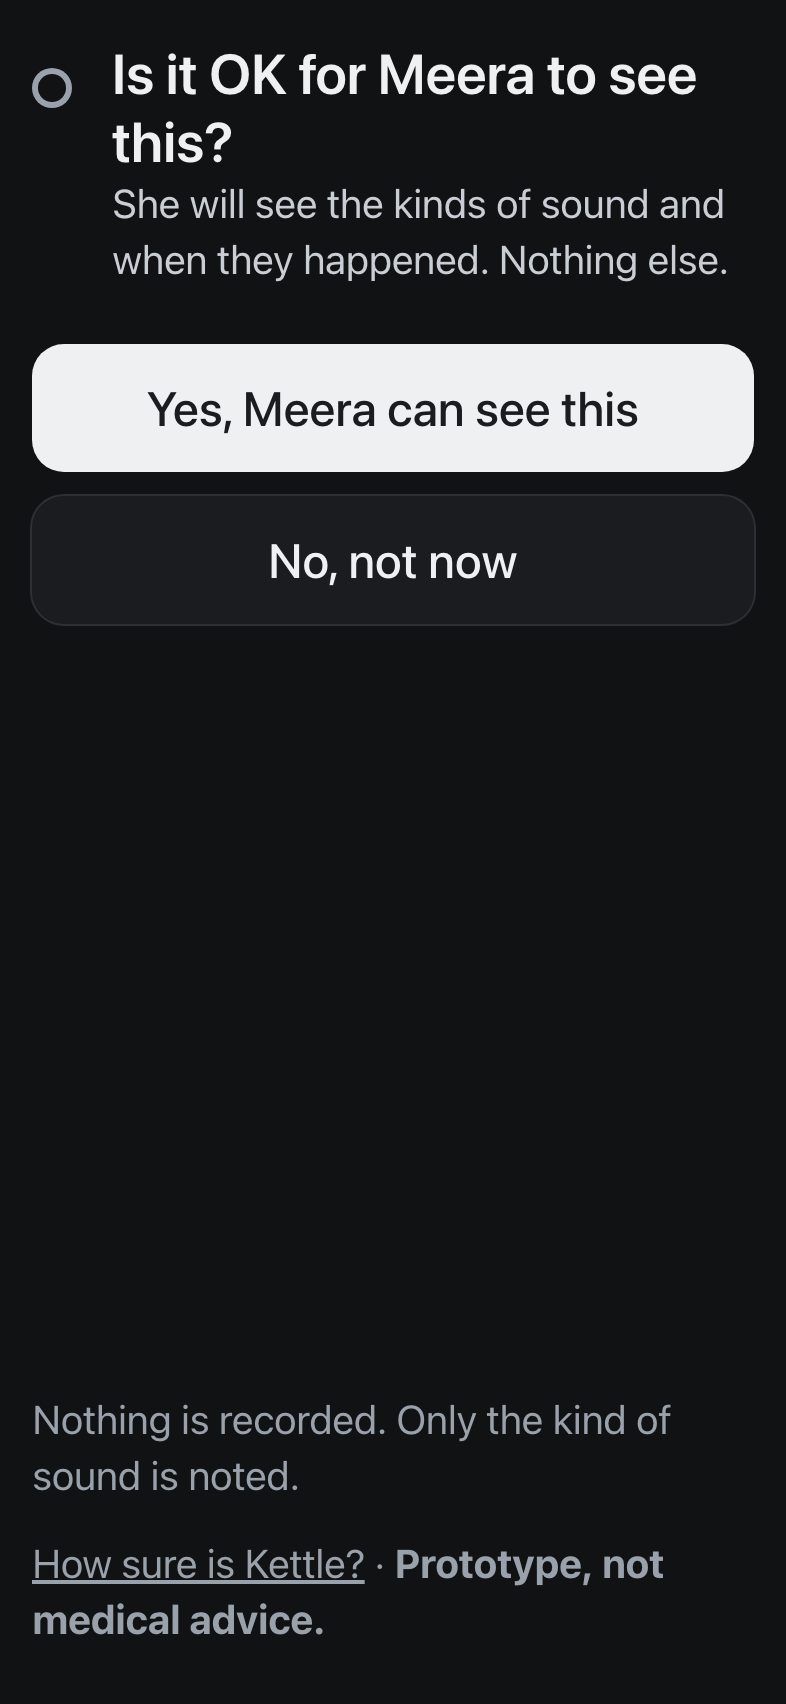 Is it OK for Meera to see
this?
She will see the kinds of sound and
when they happened. Nothing else.
Yes, Meera can see this
No, not now
Nothing is recorded. Only the kind of
sound is noted.
How sure is Kettle? · Prototype, not
medical advice.